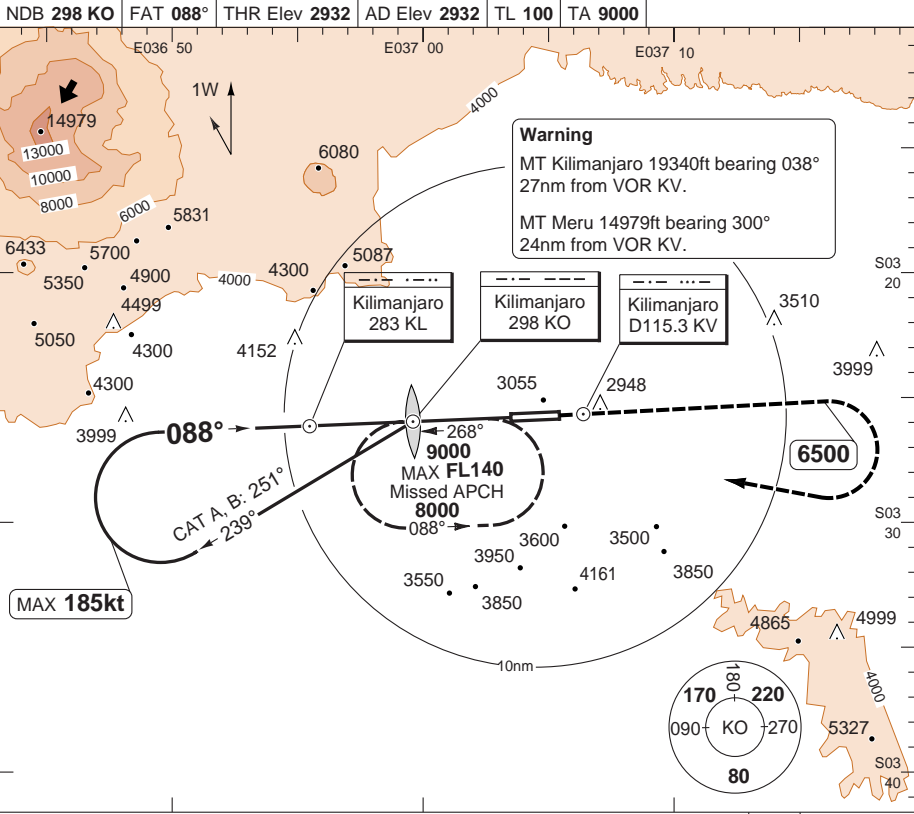 NDB 298 KO FAT 088° THR Elev 2932 AD Elev 2932 TL 100 TA 9000
E036 50 E037 00 E037 10
1W
4000
14979
13000
10000
8000
6000
6080
Warning
MT Kilimanjaro 19340ft bearing 038°
27nm from VOR KV.
MT Meru 14979ft bearing 300°
24nm from VOR KV.
5831
5700
6433
5350
4900
4499
5050
4300
4300
4000
4300
5087
S03
20
Kilimanjaro
283 KL
Kilimanjaro
298 KO
Kilimanjaro
D115.3 KV
3510
4152
3999
3055
2948
3999
088°
268°
9000
MAX FL140
Missed APCH
8000
088°
6500
CAT A, B: 251°
239°
MAX 185kt
S03
30
3600
3500
3950
3850
3550
3850
4161
4865
4999
10nm
4000
180
170 220
090 KO 270
80
5327
S03
40